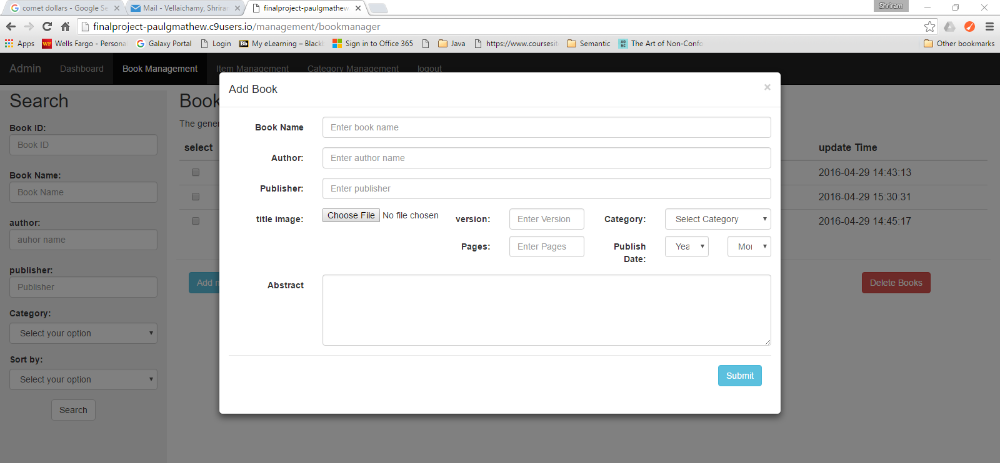 comet dollars - Google Se
Mail - Vellaichamy, Shriram
finalproject-paulgmathew
Shriram
finalproject-paulgmathew.c9users.io/management/bookmanager
Apps
Wells Fargo - Persona
Galaxy Portal
Login
Bb
My eLearning – Blackb
Sign in to Office 365
Java
https://www.coursesit
Semantic
The Art of Non-Confo
Other bookmarks
Admin
Dashboard
Book Management
Item Management
Category Management
logout
Search
Book ID:
Book ID
Book Name:
Book Name
author:
auhor name
publisher:
Publisher
Category:
Select your option
Sort by:
Select your option
Search
Book
The gener
select
update Time
2016-04-29 14:43:13
2016-04-29 15:30:31
2016-04-29 14:45:17
Add
Delete Books
Add Book
×
Book Name
Enter book name
Author:
Enter author name
Publisher:
Enter publisher
title image:
Choose File No file chosen
version:
Enter Version
Category:
Select Category
Pages:
Enter Pages
Publish
Date:
Yea
Mon
Abstract
Submit